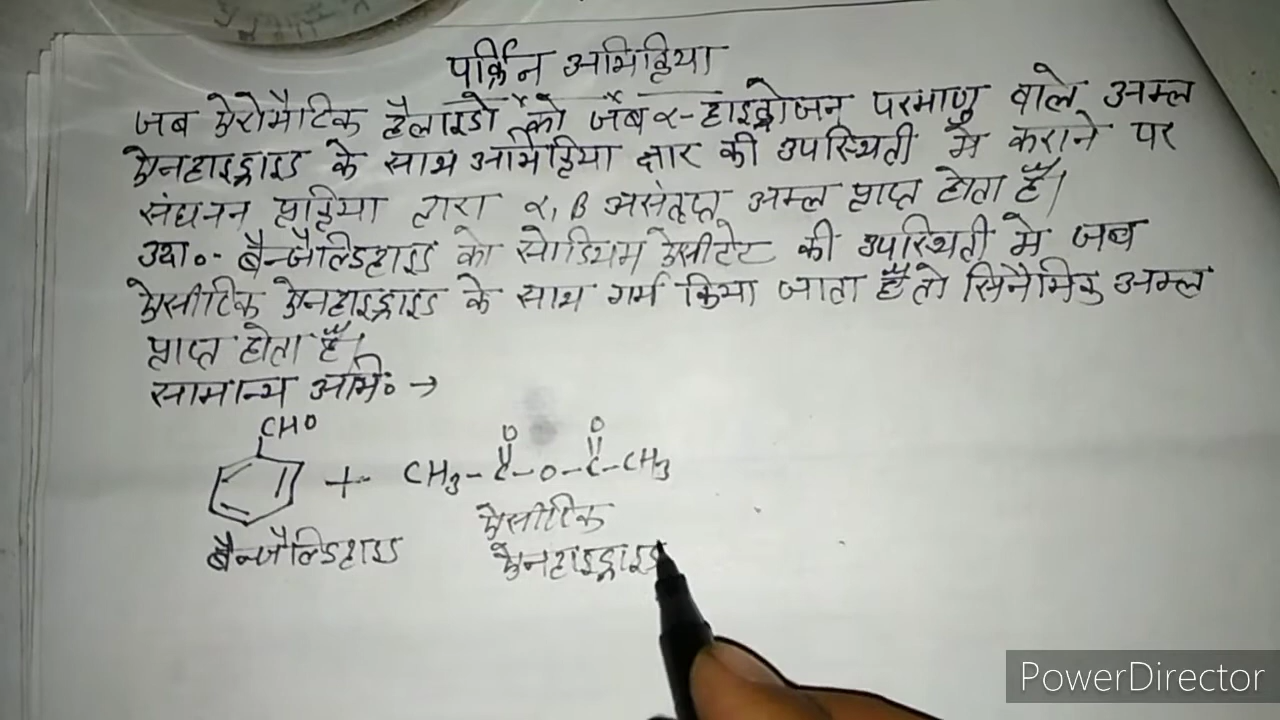 पर्किन अभिक्रिया
जब ऐरोमैटिक हैलाइडो को जब α-हाइड्रोजन परमाणु वाले अम्ल
ऐनहाइड्राइड के साथ अभिक्रिया क्षार की उपस्थिती मे कराने पर
संघनन प्रक्रिया द्वारा α, β असंतृप्त अम्ल प्राप्त होता है।
उदा०- बैन्जैल्डिहाइड को सोडियम ऐसीटेट की उपस्थिती मे जब
ऐसीटिक ऐनहाइड्राइड के साथ गर्म किया जाता है तो सिनैमिक अम्ल
प्राप्त होता है।
सामान्य अभि० →
CHO
O O
+ CH3-C-O-C-CH3
ऐसीटिक
बैन्जैल्डिहाइड ऐनहाइड्राइड
PowerDirector